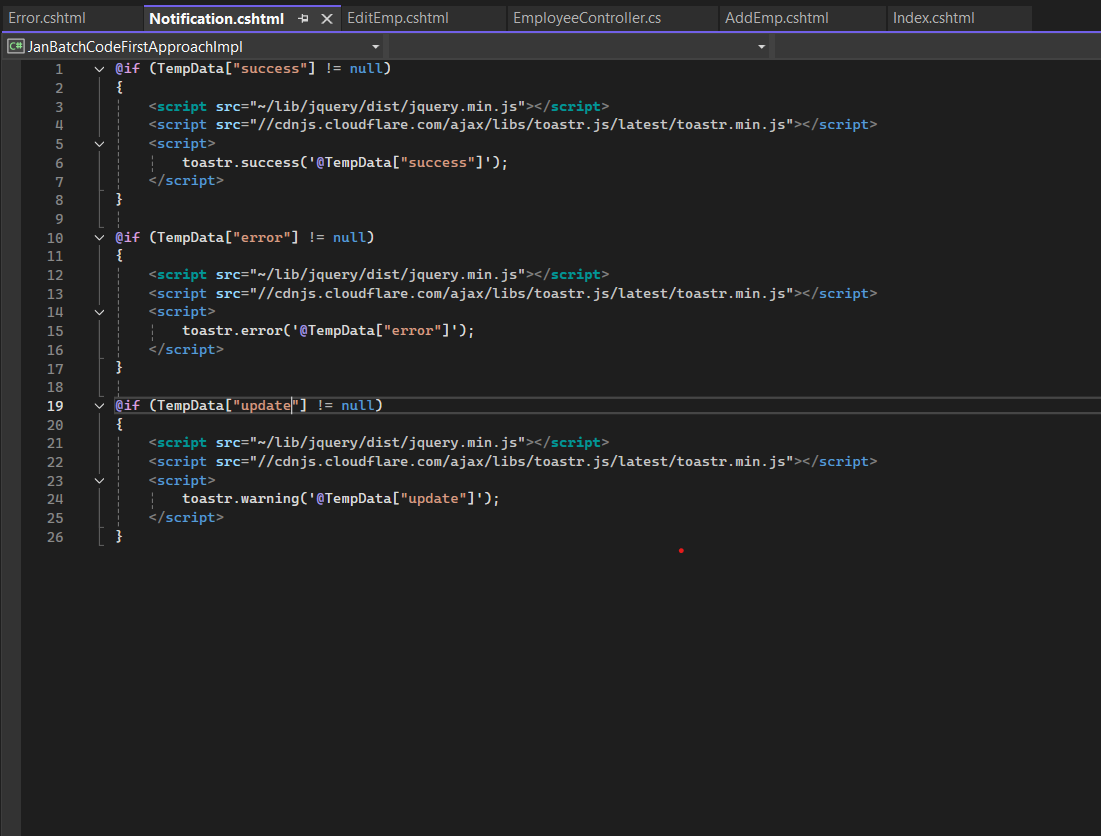 Error.cshtml Notification.cshtml EditEmp.cshtml EmployeeController.cs AddEmp.cshtml Index.cshtml
C# JanBatchCodeFirstApproachImpl
1 @if (TempData["success"] != null)
2 {
3 <script src="~/lib/jquery/dist/jquery.min.js"></script>
4 <script src="//cdnjs.cloudflare.com/ajax/libs/toastr.js/latest/toastr.min.js"></script>
5 <script>
6 toastr.success('@TempData["success"]');
7 </script>
8 }
9
10 @if (TempData["error"] != null)
11 {
12 <script src="~/lib/jquery/dist/jquery.min.js"></script>
13 <script src="//cdnjs.cloudflare.com/ajax/libs/toastr.js/latest/toastr.min.js"></script>
14 <script>
15 toastr.error('@TempData["error"]');
16 </script>
17 }
18
19 @if (TempData["update"] != null)
20 {
21 <script src="~/lib/jquery/dist/jquery.min.js"></script>
22 <script src="//cdnjs.cloudflare.com/ajax/libs/toastr.js/latest/toastr.min.js"></script>
23 <script>
24 toastr.warning('@TempData["update"]');
25 </script>
26 }